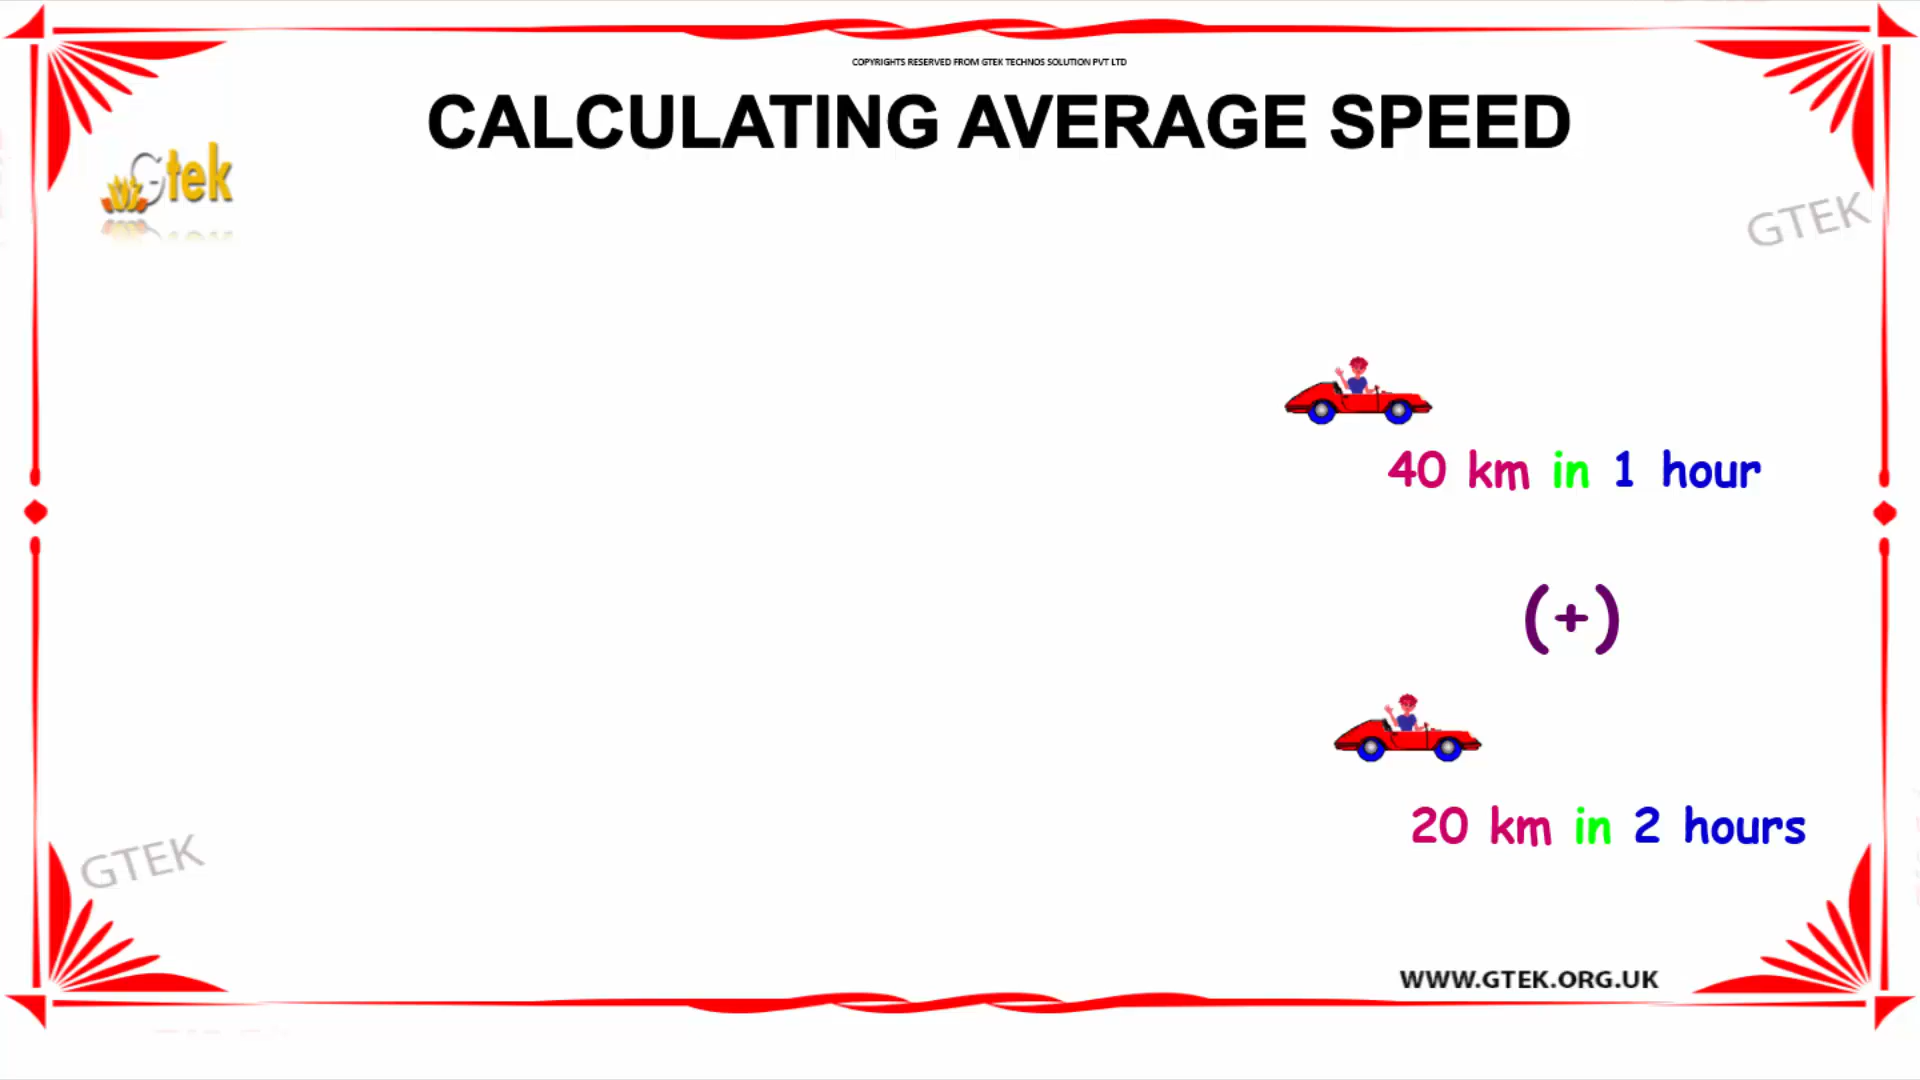 COPYRIGHTS RESERVED FROM GTEK TECHNOS SOLUTION PVT LTD
CALCULATING AVERAGE SPEED
Gtek
GTEK
40 km in 1 hour
(+)
20 km in 2 hours
GTEK
WWW.GTEK.ORG.UK